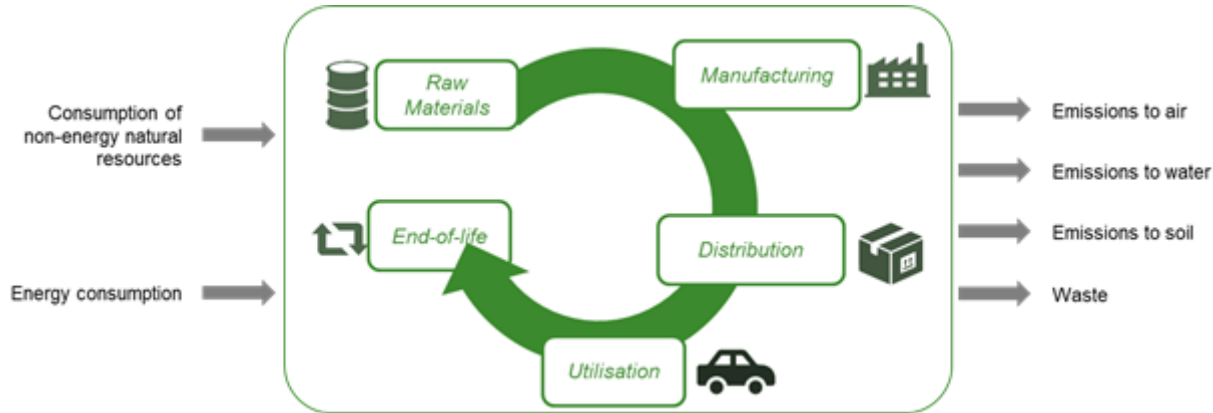 Consumption of
non-energy natural
resources
Energy consumption
Raw
Materials
Manufacturing
Distribution
Utilisation
End-of-life
Emissions to air
Emissions to water
Emissions to soil
Waste